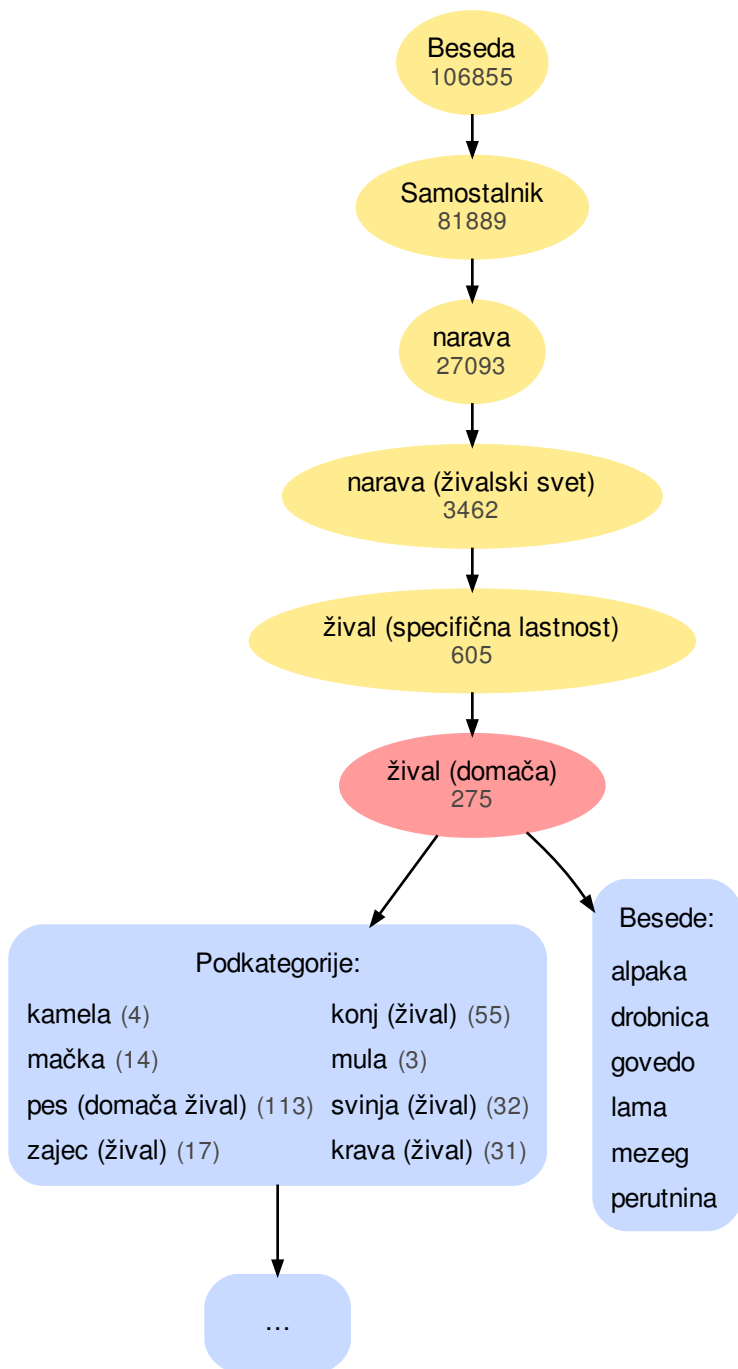 Beseda
106855
Samostalnik
81889
narava
27093
narava (živalski svet)
3462
žival (specifična lastnost)
605
žival (domača)
275
Podkategorije:
kamela (4) konj (žival) (55)
mačka (14) mula (3)
pes (domača žival) (113) svinja (žival) (32)
zajec (žival) (17) krava (žival) (31)
Besede:
alpaka
drobnica
govedo
lama
mezeg
perutnina
…